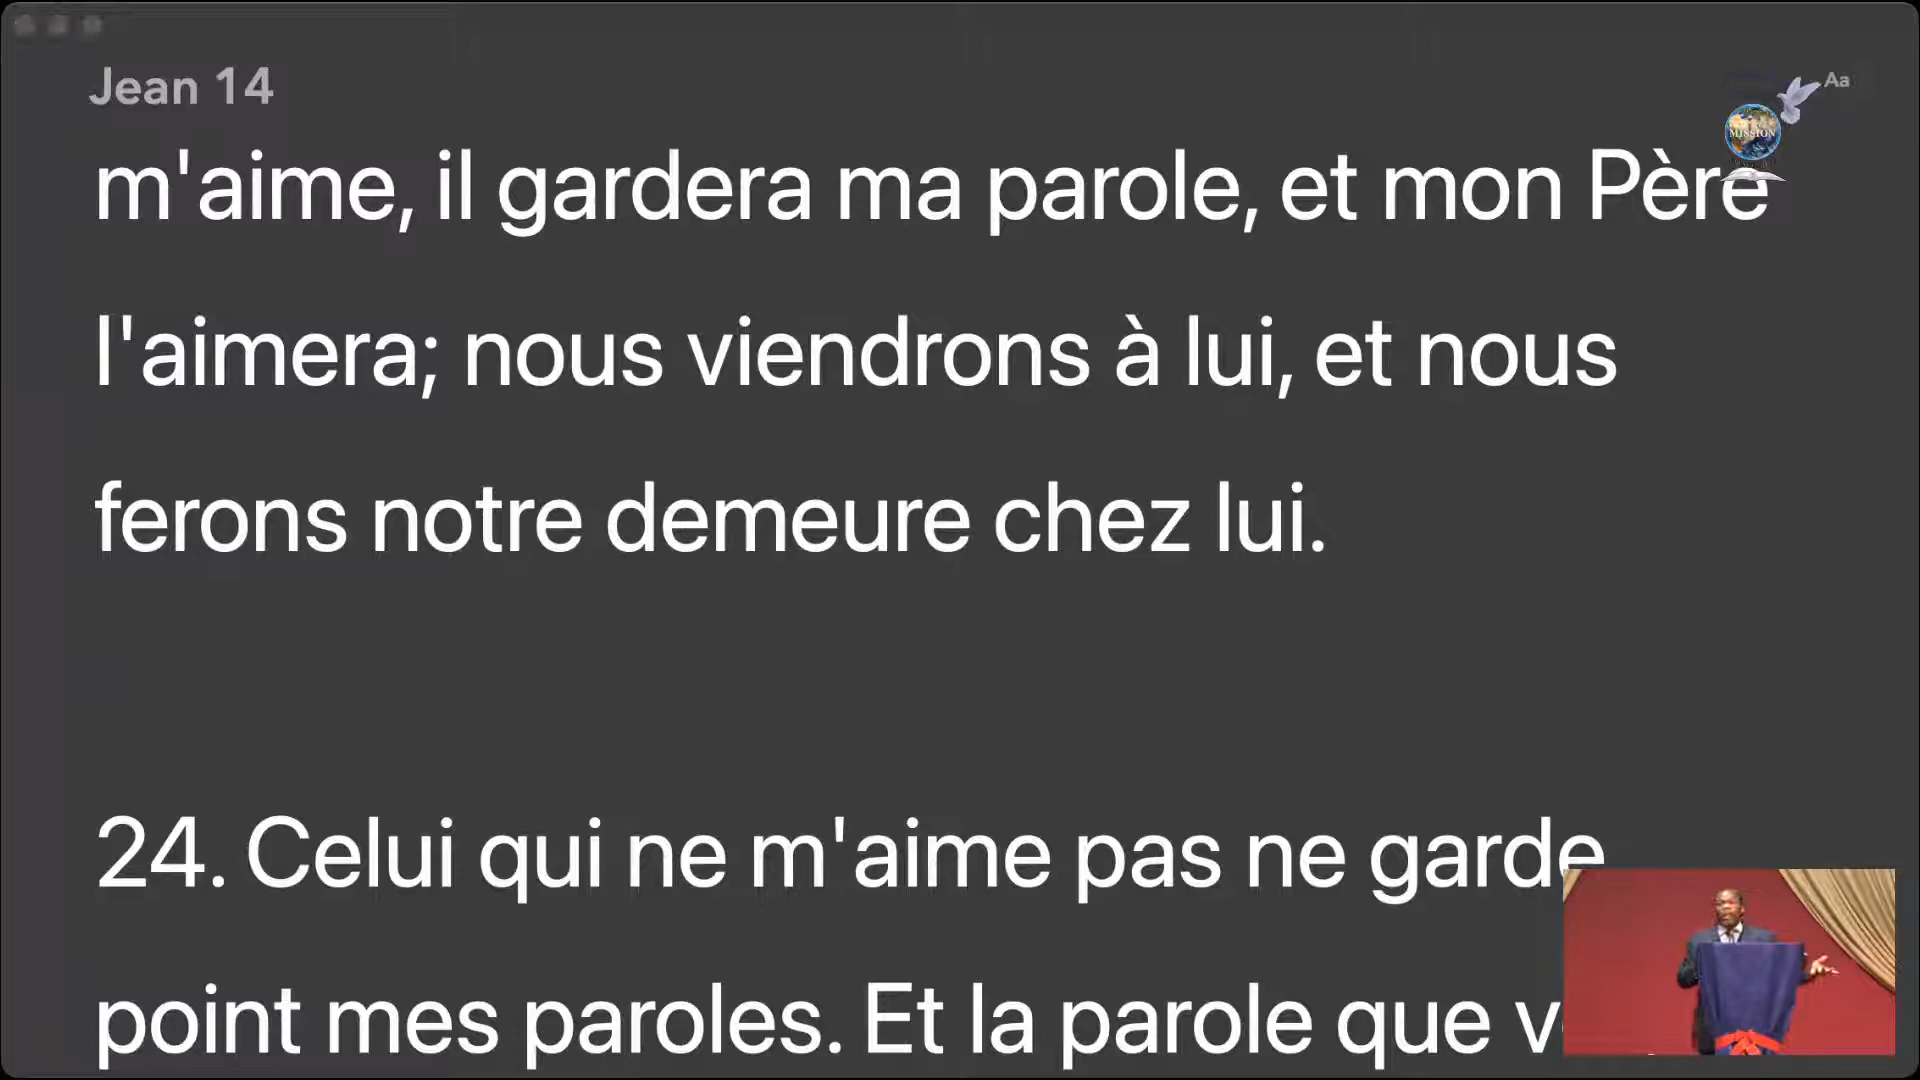 Jean 14
Aa
MISSION
m'aime, il gardera ma parole, et mon Père
l'aimera; nous viendrons à lui, et nous
ferons notre demeure chez lui.
24. Celui qui ne m'aime pas ne garde
point mes paroles. Et la parole que